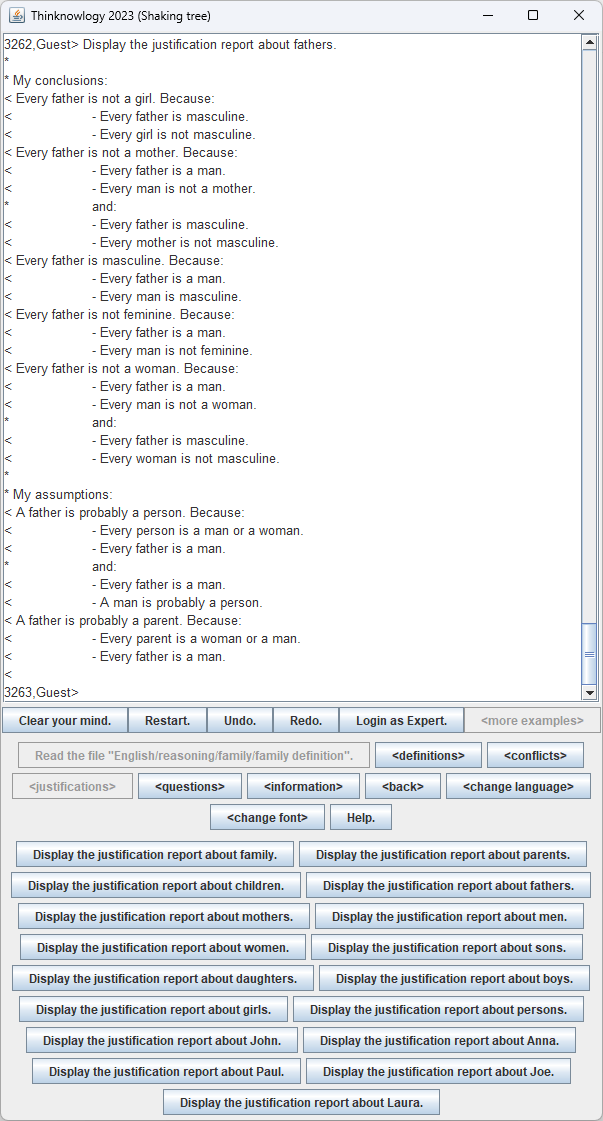 Thinknowlogy 2023 (Shaking tree)
3262,Guest> Display the justification report about fathers.
*
* My conclusions:
< Every father is not a girl. Because:
< - Every father is masculine.
< - Every girl is not masculine.
< Every father is not a mother. Because:
< - Every father is a man.
< - Every man is not a mother.
* and:
< - Every father is masculine.
< - Every mother is not masculine.
< Every father is masculine. Because:
< - Every father is a man.
< - Every man is masculine.
< Every father is not feminine. Because:
< - Every father is a man.
< - Every man is not feminine.
< Every father is not a woman. Because:
< - Every father is a man.
< - Every man is not a woman.
* and:
< - Every father is masculine.
< - Every woman is not masculine.
*
* My assumptions:
< A father is probably a person. Because:
< - Every person is a man or a woman.
< - Every father is a man.
* and:
< - Every father is a man.
< - A man is probably a person.
< A father is probably a parent. Because:
< - Every parent is a woman or a man.
< - Every father is a man.
<
3263,Guest>
Clear your mind. Restart. Undo. Redo. Login as Expert. <more examples>
Read the file "English/reasoning/family/family definition". <definitions> <conflicts>
<justifications> <questions> <information> <back> <change language>
<change font> Help.
Display the justification report about family. Display the justification report about parents.
Display the justification report about children. Display the justification report about fathers.
Display the justification report about mothers. Display the justification report about men.
Display the justification report about women. Display the justification report about sons.
Display the justification report about daughters. Display the justification report about boys.
Display the justification report about girls. Display the justification report about persons.
Display the justification report about John. Display the justification report about Anna.
Display the justification report about Paul. Display the justification report about Joe.
Display the justification report about Laura.